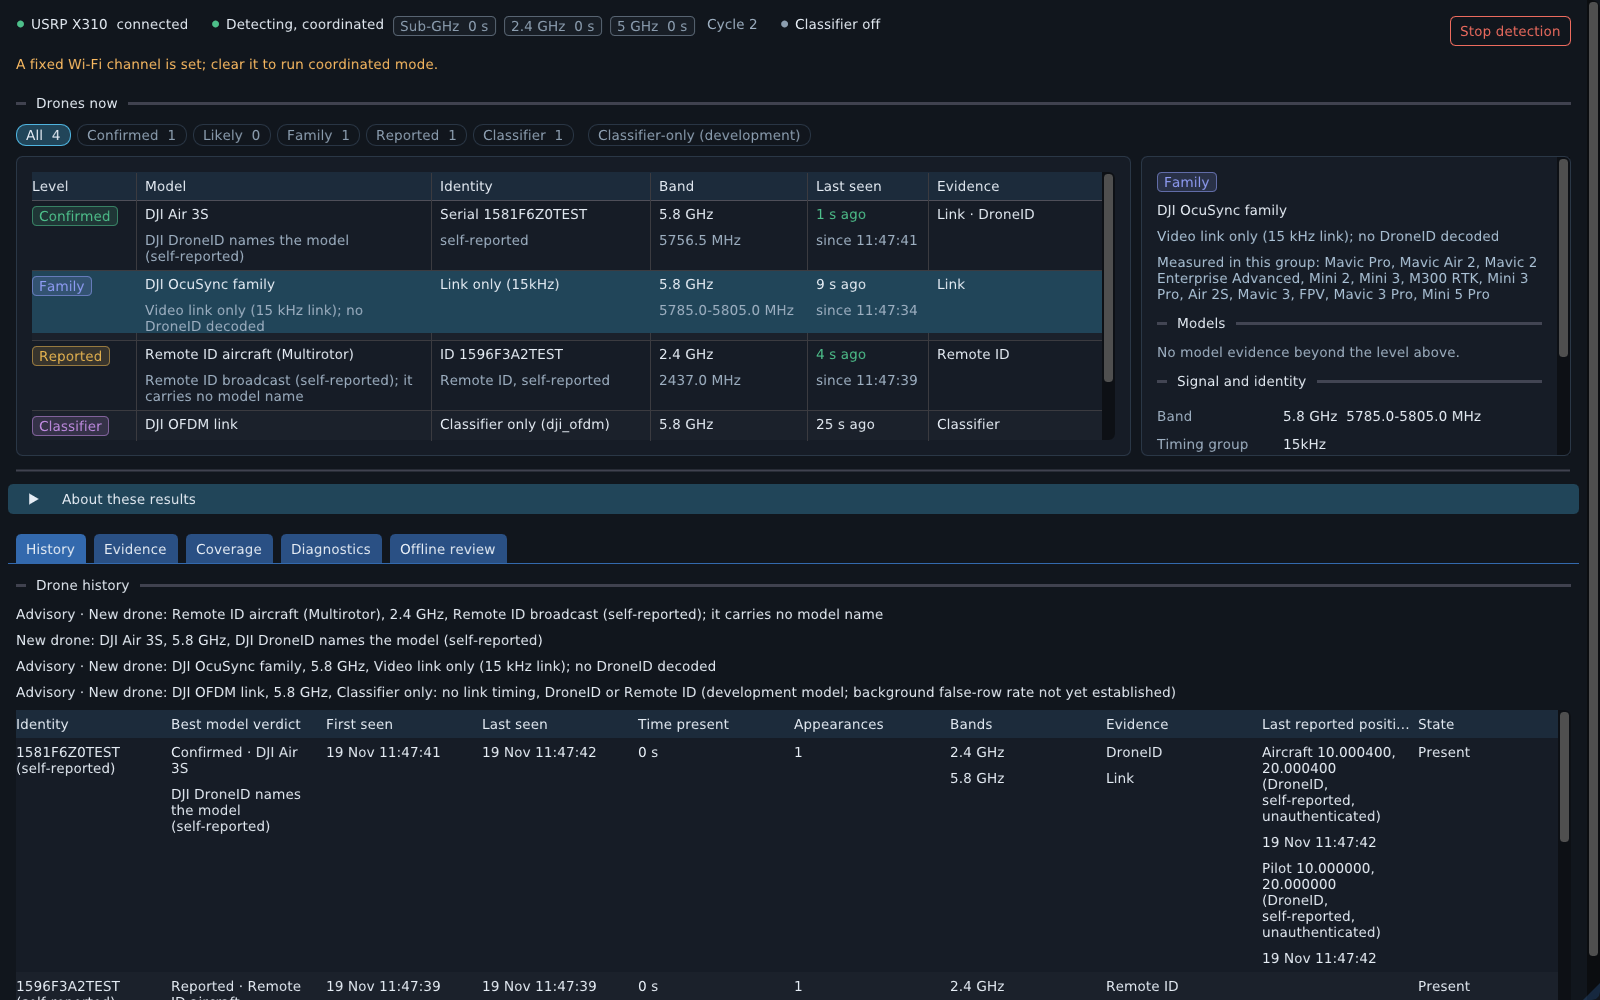 USRP X310 connected
Detecting, coordinated
Sub-GHz 0 s
2.4 GHz 0 s
5 GHz 0 s
Cycle 2
Classifier off
Stop detection
A fixed Wi-Fi channel is set; clear it to run coordinated mode.
Drones now
All 4
Confirmed 1
Likely 0
Family 1
Reported 1
Classifier 1
Classifier-only (development)
Level Model Identity Band Last seen Evidence
Confirmed DJI Air 3S Serial 1581F6Z0TEST 5.8 GHz 1 s ago Link · DroneID
DJI DroneID names the model self-reported 5756.5 MHz since 11:47:41
(self-reported)
Family DJI OcuSync family Link only (15kHz) 5.8 GHz 9 s ago Link
Video link only (15 kHz link); no 5785.0-5805.0 MHz since 11:47:34
DroneID decoded
Reported Remote ID aircraft (Multirotor) ID 1596F3A2TEST 2.4 GHz 4 s ago Remote ID
Remote ID broadcast (self-reported); it Remote ID, self-reported 2437.0 MHz since 11:47:39
carries no model name
Classifier DJI OFDM link Classifier only (dji_ofdm) 5.8 GHz 25 s ago Classifier
Family
DJI OcuSync family
Video link only (15 kHz link); no DroneID decoded
Measured in this group: Mavic Pro, Mavic Air 2, Mavic 2
Enterprise Advanced, Mini 2, Mini 3, M300 RTK, Mini 3
Pro, Air 2S, Mavic 3, FPV, Mavic 3 Pro, Mini 5 Pro
Models
No model evidence beyond the level above.
Signal and identity
Band 5.8 GHz 5785.0-5805.0 MHz
Timing group 15kHz
About these results
History
Evidence
Coverage
Diagnostics
Offline review
Drone history
Advisory · New drone: Remote ID aircraft (Multirotor), 2.4 GHz, Remote ID broadcast (self-reported); it carries no model name
New drone: DJI Air 3S, 5.8 GHz, DJI DroneID names the model (self-reported)
Advisory · New drone: DJI OcuSync family, 5.8 GHz, Video link only (15 kHz link); no DroneID decoded
Advisory · New drone: DJI OFDM link, 5.8 GHz, Classifier only: no link timing, DroneID or Remote ID (development model; background false-row rate not yet established)
Identity Best model verdict First seen Last seen Time present Appearances Bands Evidence Last reported positi... State
1581F6Z0TEST Confirmed · DJI Air 19 Nov 11:47:41 19 Nov 11:47:42 0 s 1 2.4 GHz DroneID Aircraft 10.000400, Present
(self-reported) 3S 20.000400
5.8 GHz Link (DroneID,
DJI DroneID names self-reported,
the model unauthenticated)
(self-reported)
19 Nov 11:47:42
Pilot 10.000000,
20.000000
(DroneID,
self-reported,
unauthenticated)
19 Nov 11:47:42
1596F3A2TEST Reported · Remote 19 Nov 11:47:39 19 Nov 11:47:39 0 s 1 2.4 GHz Remote ID Present